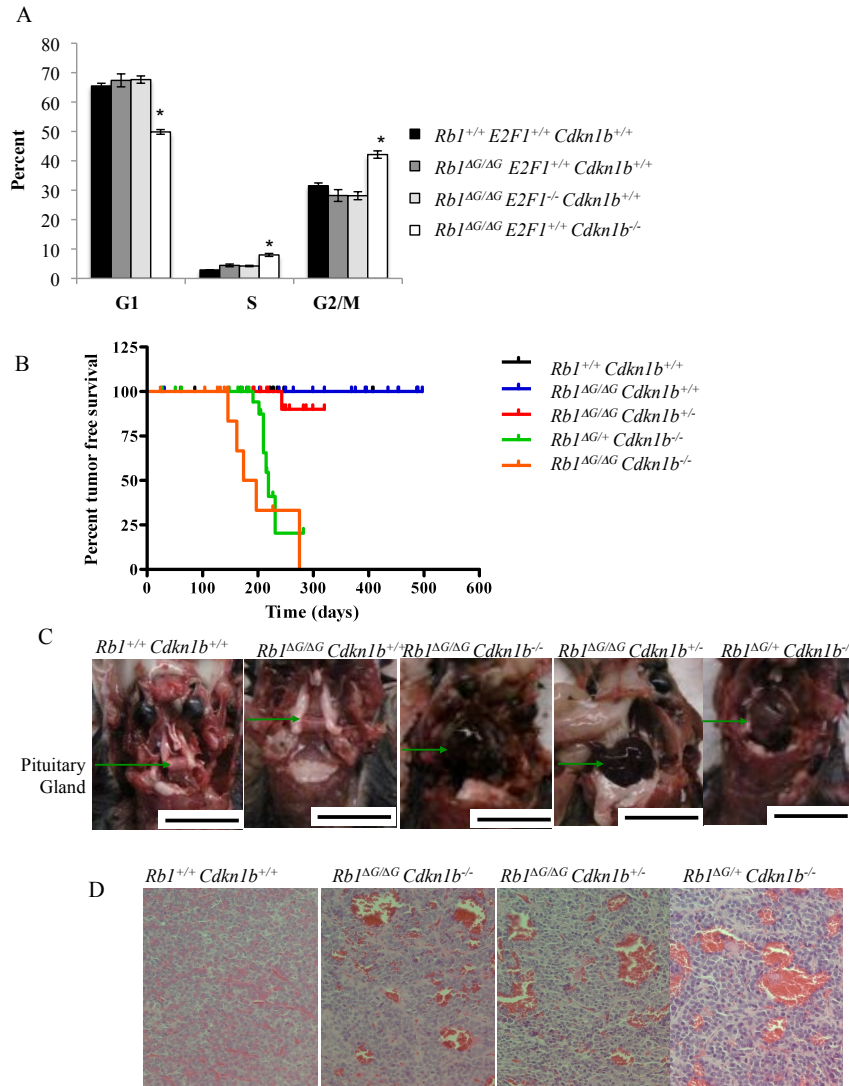 A
80
70
60
50
40
30
20
10
0
Percent
*
*
*
G1 S G2/M
Rb1+/+ E2F1+/+ Cdkn1b+/+
Rb1ΔG/ΔG E2F1+/+ Cdkn1b+/+
Rb1ΔG/ΔG E2F1-/- Cdkn1b+/+
Rb1ΔG/ΔG E2F1+/+ Cdkn1b-/-
B
125
100
75
50
25
0
Percent tumor free survival
0 100 200 300 400 500 600
Time (days)
Rb1+/+ Cdkn1b+/+
Rb1ΔG/ΔG Cdkn1b+/+
Rb1ΔG/ΔG Cdkn1b+/-
Rb1ΔG/+ Cdkn1b-/-
Rb1ΔG/ΔG Cdkn1b-/-
C
Rb1+/+ Cdkn1b+/+ Rb1ΔG/ΔG Cdkn1b+/+ Rb1ΔG/ΔG Cdkn1b-/- Rb1ΔG/ΔG Cdkn1b+/- Rb1ΔG/+ Cdkn1b-/
Pituitary
Gland
D
Rb1+/+ Cdkn1b+/+ Rb1ΔG/ΔG Cdkn1b-/- Rb1ΔG/ΔG Cdkn1b+/- Rb1ΔG/+ Cdkn1b-/-